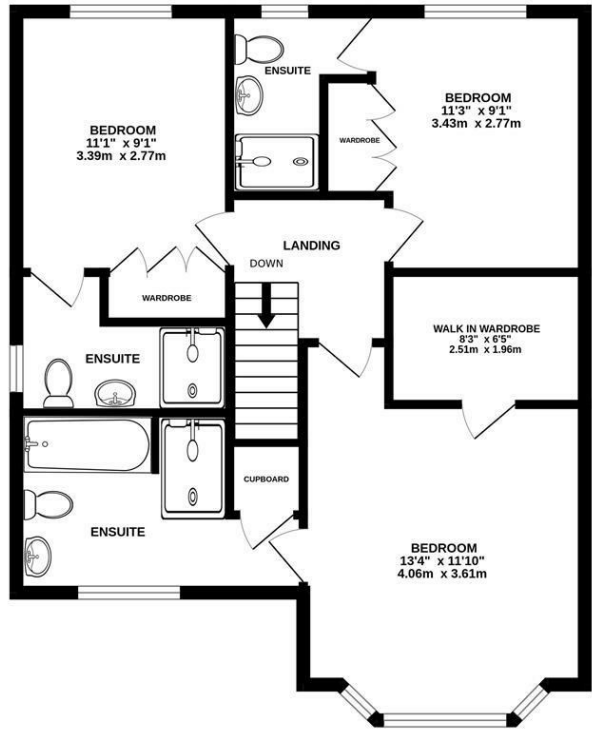 BEDROOM
11'1" x 9'1"
3.39m x 2.77m
ENSUITE
BEDROOM
11'3" x 9'1"
3.43m x 2.77m
WARDROBE
LANDING
DOWN
WARDROBE
WALK IN WARDROBE
8'3" x 6'5"
2.51m x 1.96m
ENSUITE
CUPBOARD
ENSUITE
BEDROOM
13'4" x 11'10"
4.06m x 3.61m